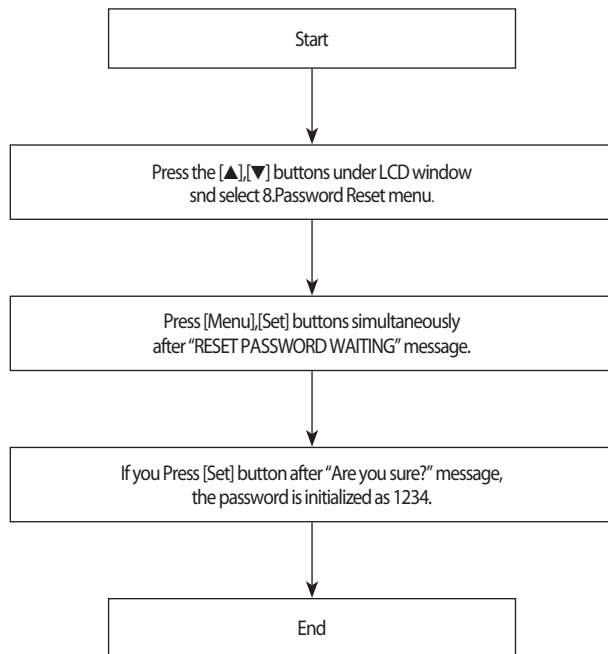 Start
Press the [▲],[▼] buttons under LCD window
snd select 8.Password Reset menu.
Press [Menu],[Set] buttons simultaneously
after “RESET PASSWORD WAITING” message.
If you Press [Set] button after “Are you sure?” message,
the password is initialized as 1234.
End